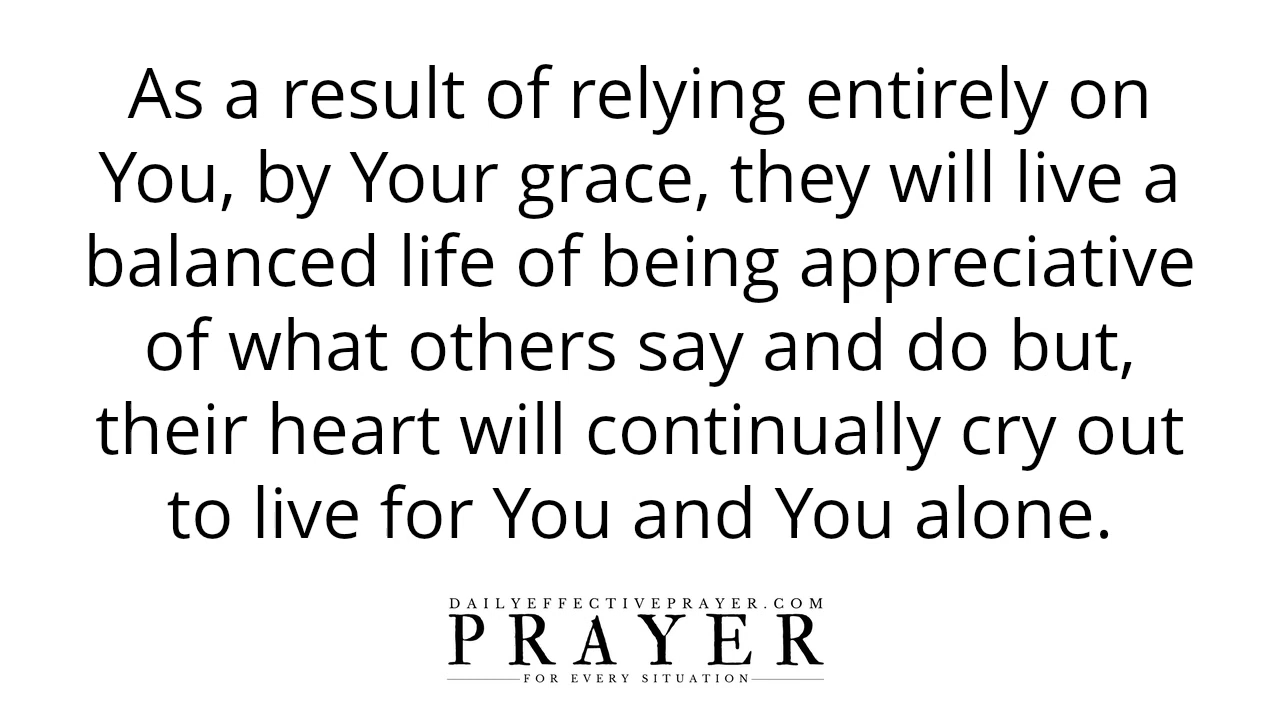 As a result of relying entirely on
You, by Your grace, they will live a
balanced life of being appreciative
of what others say and do but,
their heart will continually cry out
to live for You and You alone.
DAILYEFFECTIVEPRAYER.COM
PRAYER
FOR EVERY SITUATION